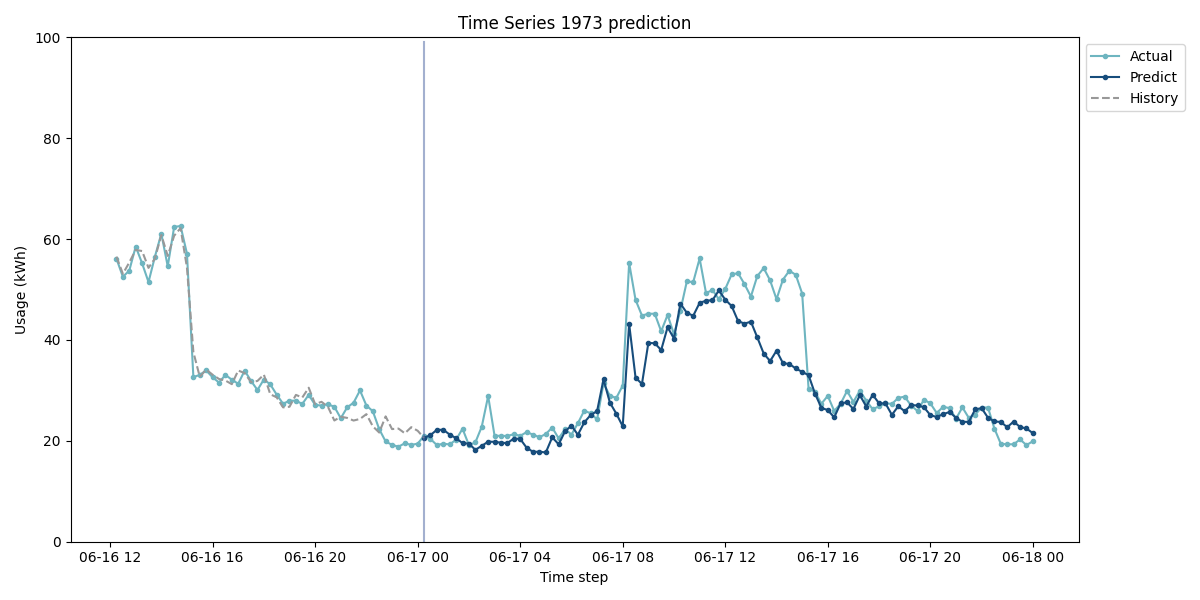 Time Series 1973 prediction
100
80
60
40
20
0
Usage (kWh)
06-16 12
06-16 16
06-16 20
06-17 00
06-17 04
06-17 08
06-17 12
06-17 16
06-17 20
06-18 00
Time step
Actual
Predict
History